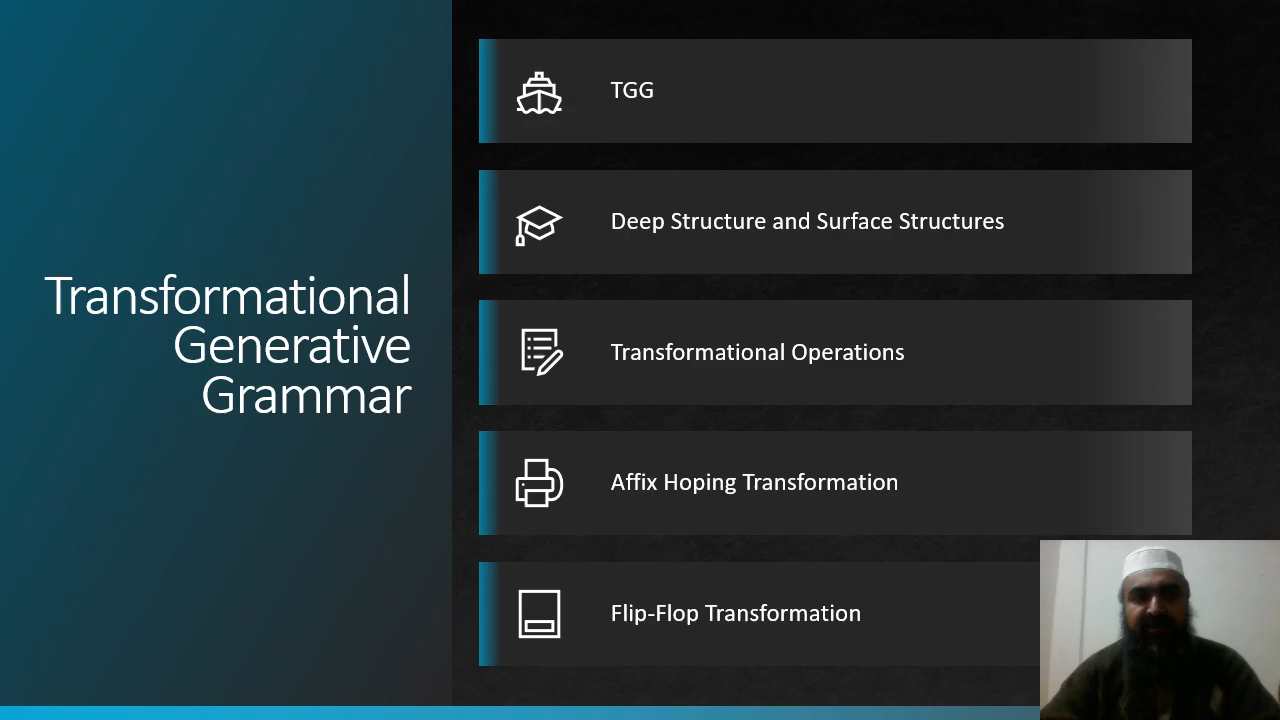 Transformational
Generative
Grammar
TGG
Deep Structure and Surface Structures
Transformational Operations
Affix Hoping Transformation
Flip-Flop Transformation